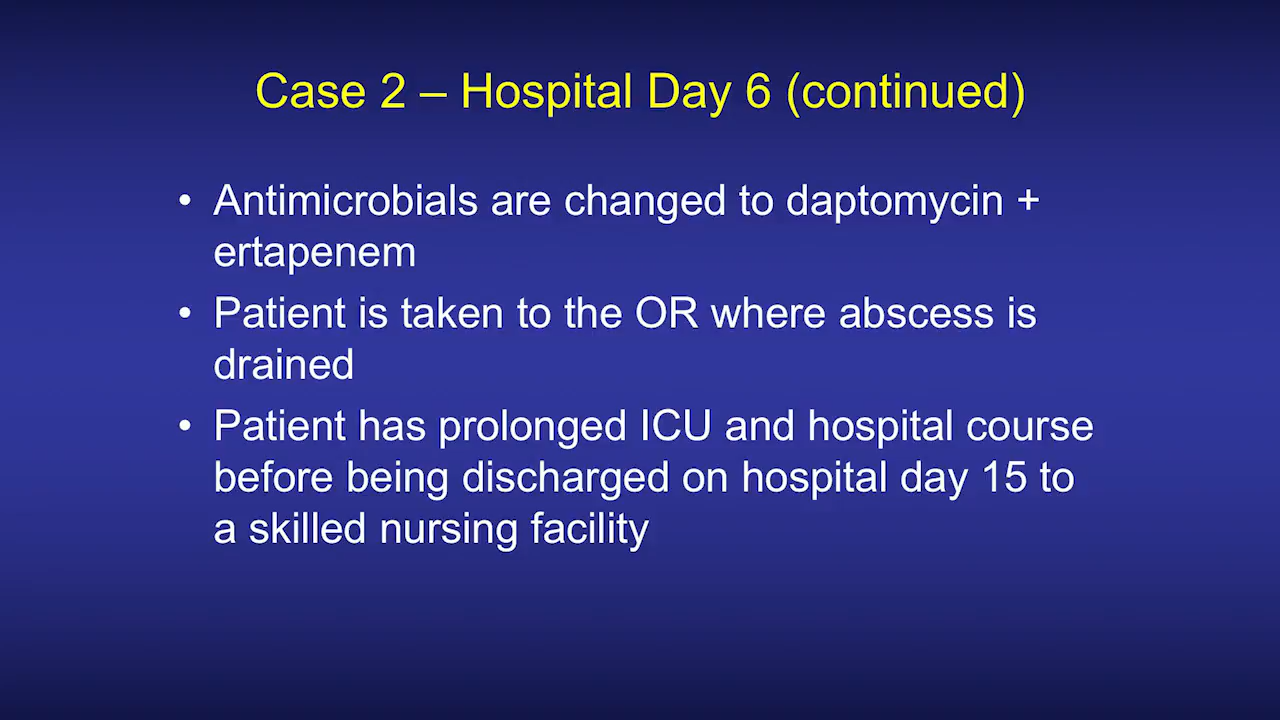 Case 2 – Hospital Day 6 (continued)
• Antimicrobials are changed to daptomycin +
ertapenem
• Patient is taken to the OR where abscess is
drained
• Patient has prolonged ICU and hospital course
before being discharged on hospital day 15 to
a skilled nursing facility